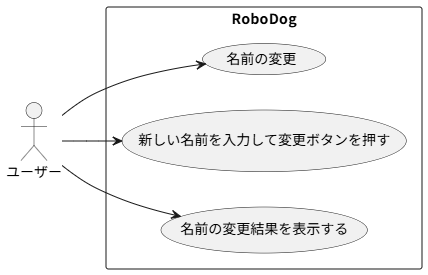 RoboDog
名前の変更
新しい名前を入力して変更ボタンを押す
ユーザー
名前の変更結果を表示する